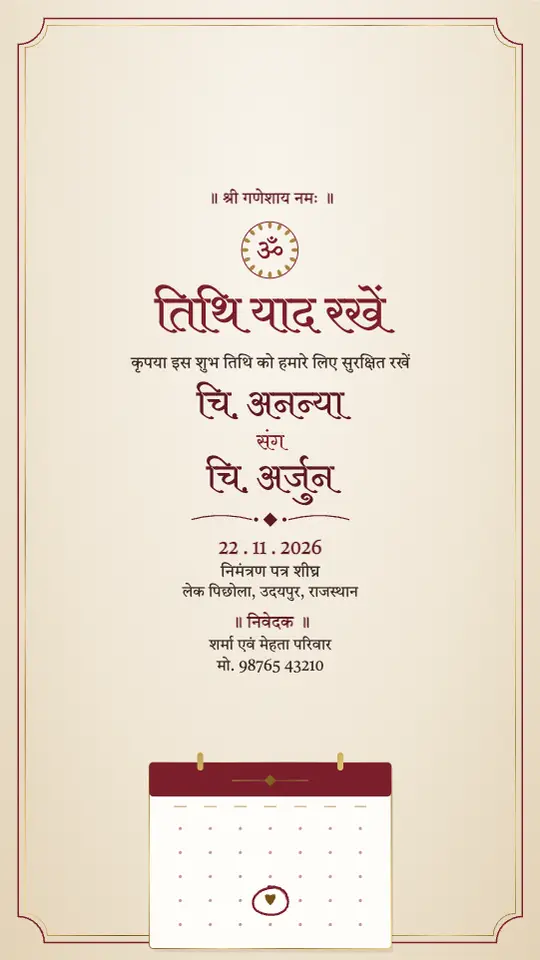 ॥ श्री गणेशाय नमः ॥
ॐ
तिथि याद रखें
कृपया इस शुभ तिथि को हमारे लिए सुरक्षित रखें
चि. अनन्या
संग
चि. अर्जुन
22 . 11 . 2026
निमंत्रण पत्र शीघ्र
लेक पिछोला, उदयपुर, राजस्थान
॥ निवेदक ॥
शर्मा एवं मेहता परिवार
मो. 98765 43210